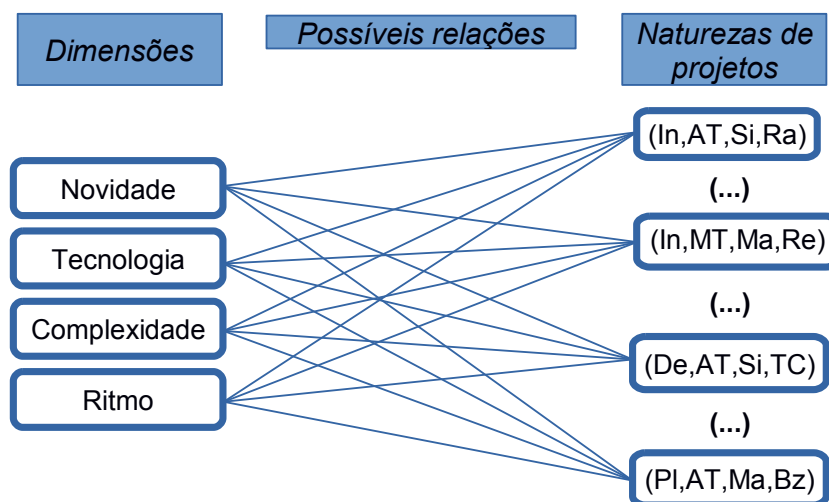 Dimensões
Possíveis relações
Naturezas de
projetos
Novidade
Tecnologia
Complexidade
Ritmo
(In,AT,Si,Ra)
(...)
(In,MT,Ma,Re)
(...)
(De,AT,Si,TC)
(...)
(Pl,AT,Ma,Bz)